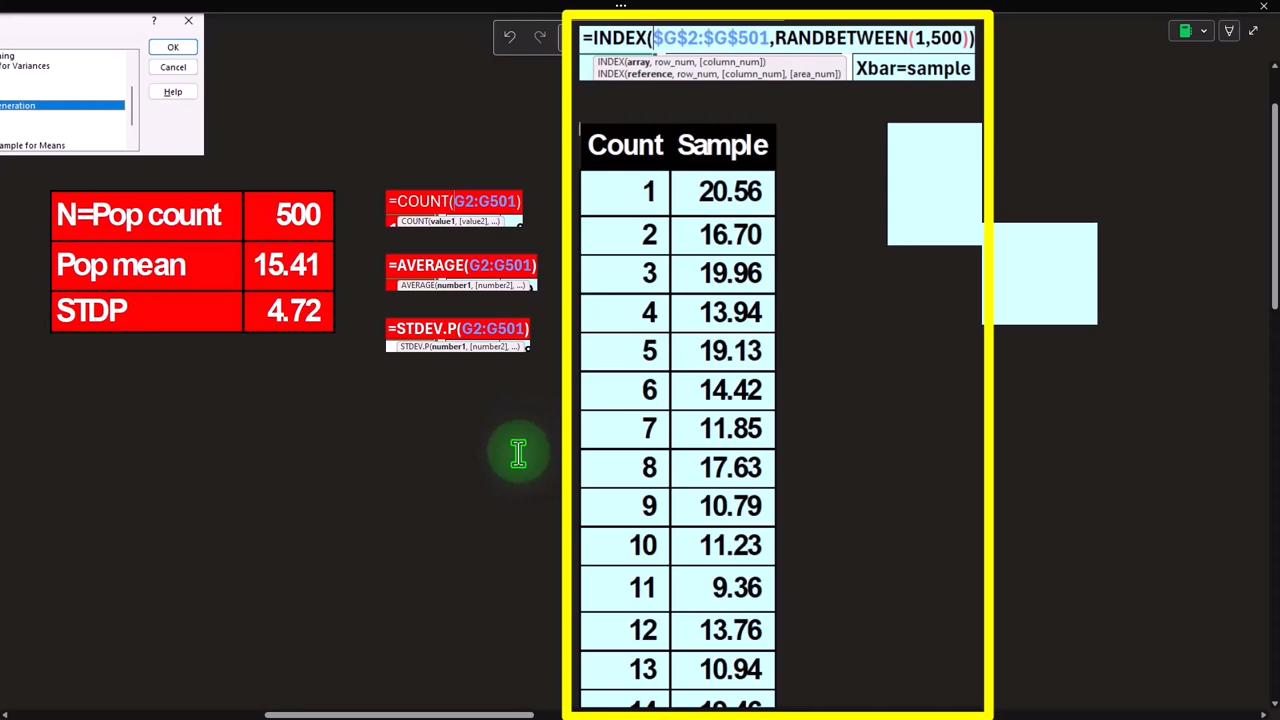 ?
OK
Cancel
Help
for Variances
ample for Means
N=Pop count 500
Pop mean 15.41
STDP 4.72
=COUNT(G2:G501)
COUNT(value1, [value2], ...)
=AVERAGE(G2:G501)
AVERAGE(number1, [number2], ...)
=STDEV.P(G2:G501)
STDEV.P(number1, [number2], ...)
=INDEX($G$2:$G$501,RANDBETWEEN(1,500))
INDEX(array, row_num, [column_num])
INDEX(reference, row_num, [column_num], [area_num])
Xbar=sample
Count Sample
1 20.56
2 16.70
3 19.96
4 13.94
5 19.13
6 14.42
7 11.85
8 17.63
9 10.79
10 11.23
11 9.36
12 13.76
13 10.94